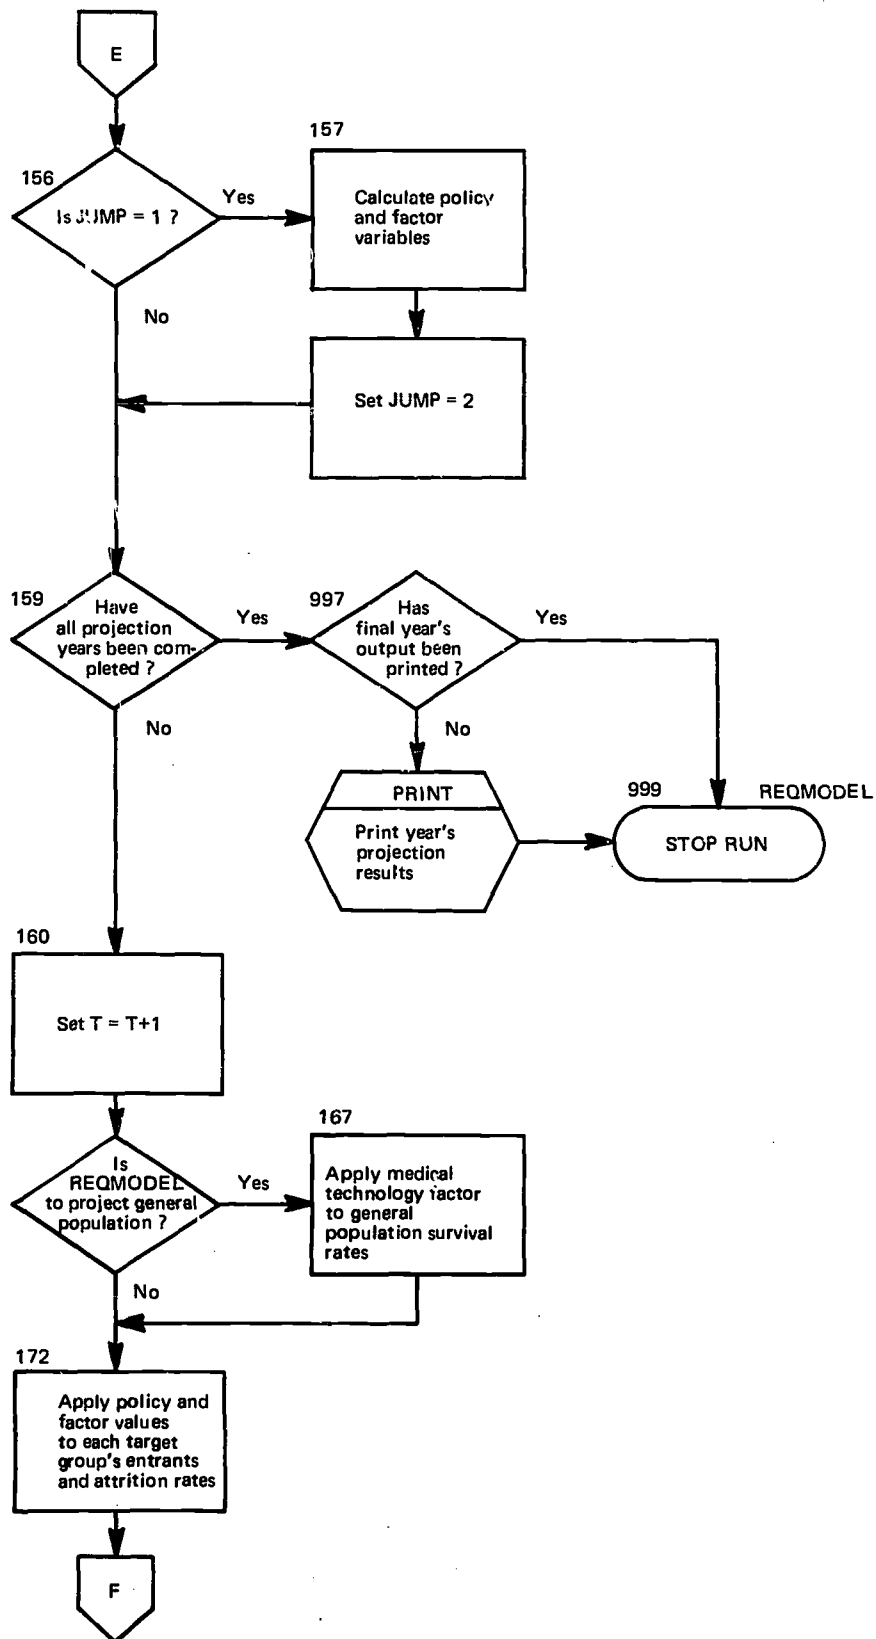 E
156
Is JUMP = 1 ?
Yes
No
157
Calculate policy
and factor
variables
Set JUMP = 2
159
Have
all projection
years been com-
pleted ?
Yes
No
997
Has
final year's
output been
printed ?
Yes
No
PRINT
Print year's
projection
results
999
REQMODEL
STOP RUN
160
Set T = T+1
Is
REQMODEL
to project general
population ?
Yes
No
167
Apply medical
technology factor
to general
population survival
rates
172
Apply policy and
factor values
to each target
group's entrants
and attrition rates
F